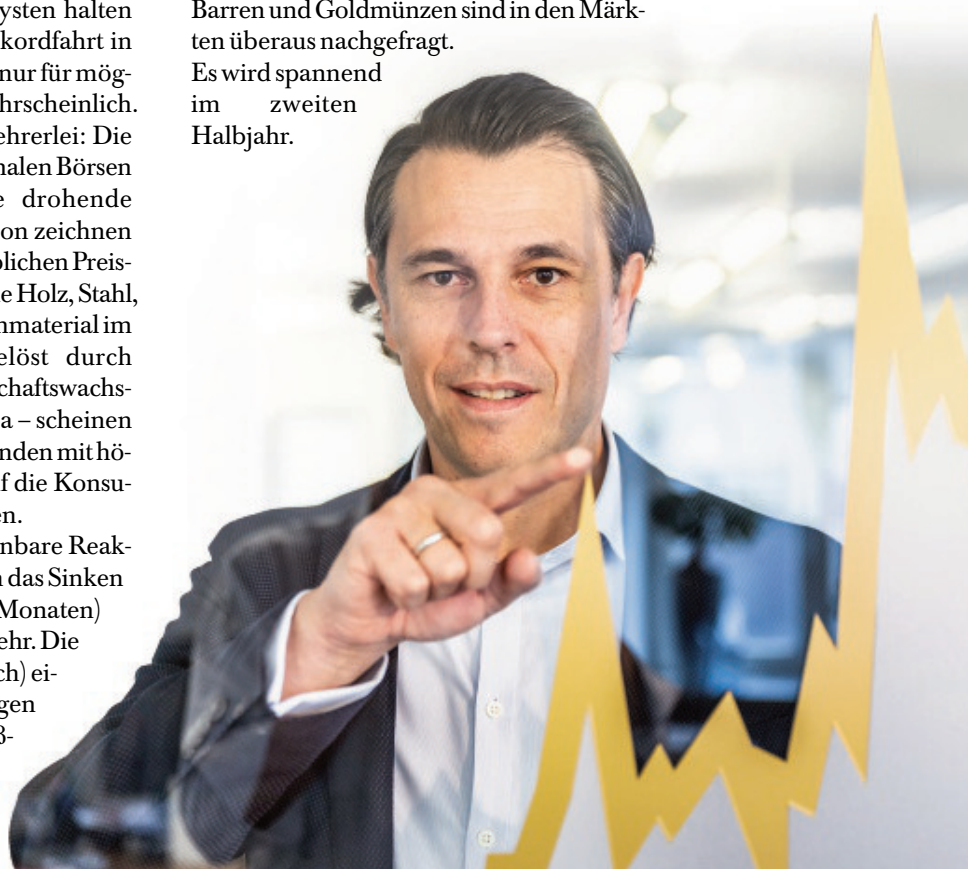 ysten halten
kordfahrt in
nur für mög-
hrscheinlich.
ehrerlei: Die
nalen Börsen
e drohende
on zeichnen
blichen Preis-
e Holz, Stahl,
nmaterial im
elöst durch
chaftswachs-
a – scheinen
nden mit hö-
f die Konsu-
en.
nbare Reak-
n das Sinken
Monaten)
ehr. Die
ch) ei-
gen
ß-
Barren und Goldmünzen sind in den Märk-
ten überaus nachgefragt.
Es wird spannend
im zweiten
Halbjahr.